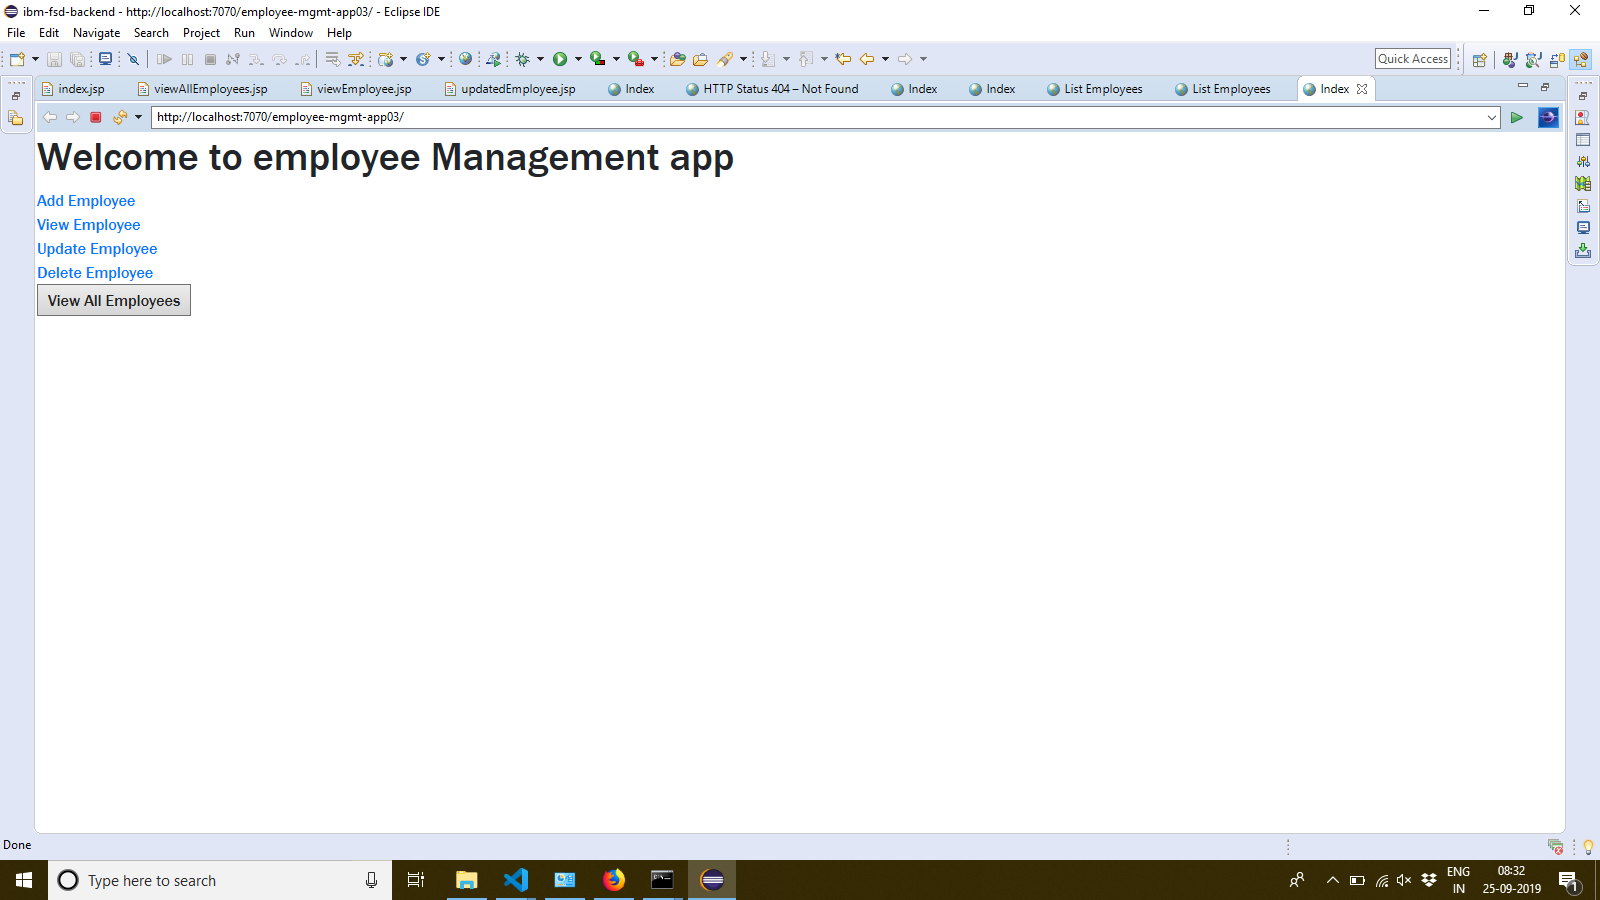 ibm-fsd-backend - http://localhost:7070/employee-mgmt-app03/ - Eclipse IDE
File Edit Navigate Search Project Run Window Help
Quick Access
index.jsp viewAllEmployees.jsp viewEmployee.jsp updatedEmployee.jsp Index HTTP Status 404 – Not Found Index Index List Employees List Employees Index
http://localhost:7070/employee-mgmt-app03/
Welcome to employee Management app
Add Employee
View Employee
Update Employee
Delete Employee
View All Employees
Done
Type here to search
ENG
IN
08:32
25-09-2019
1